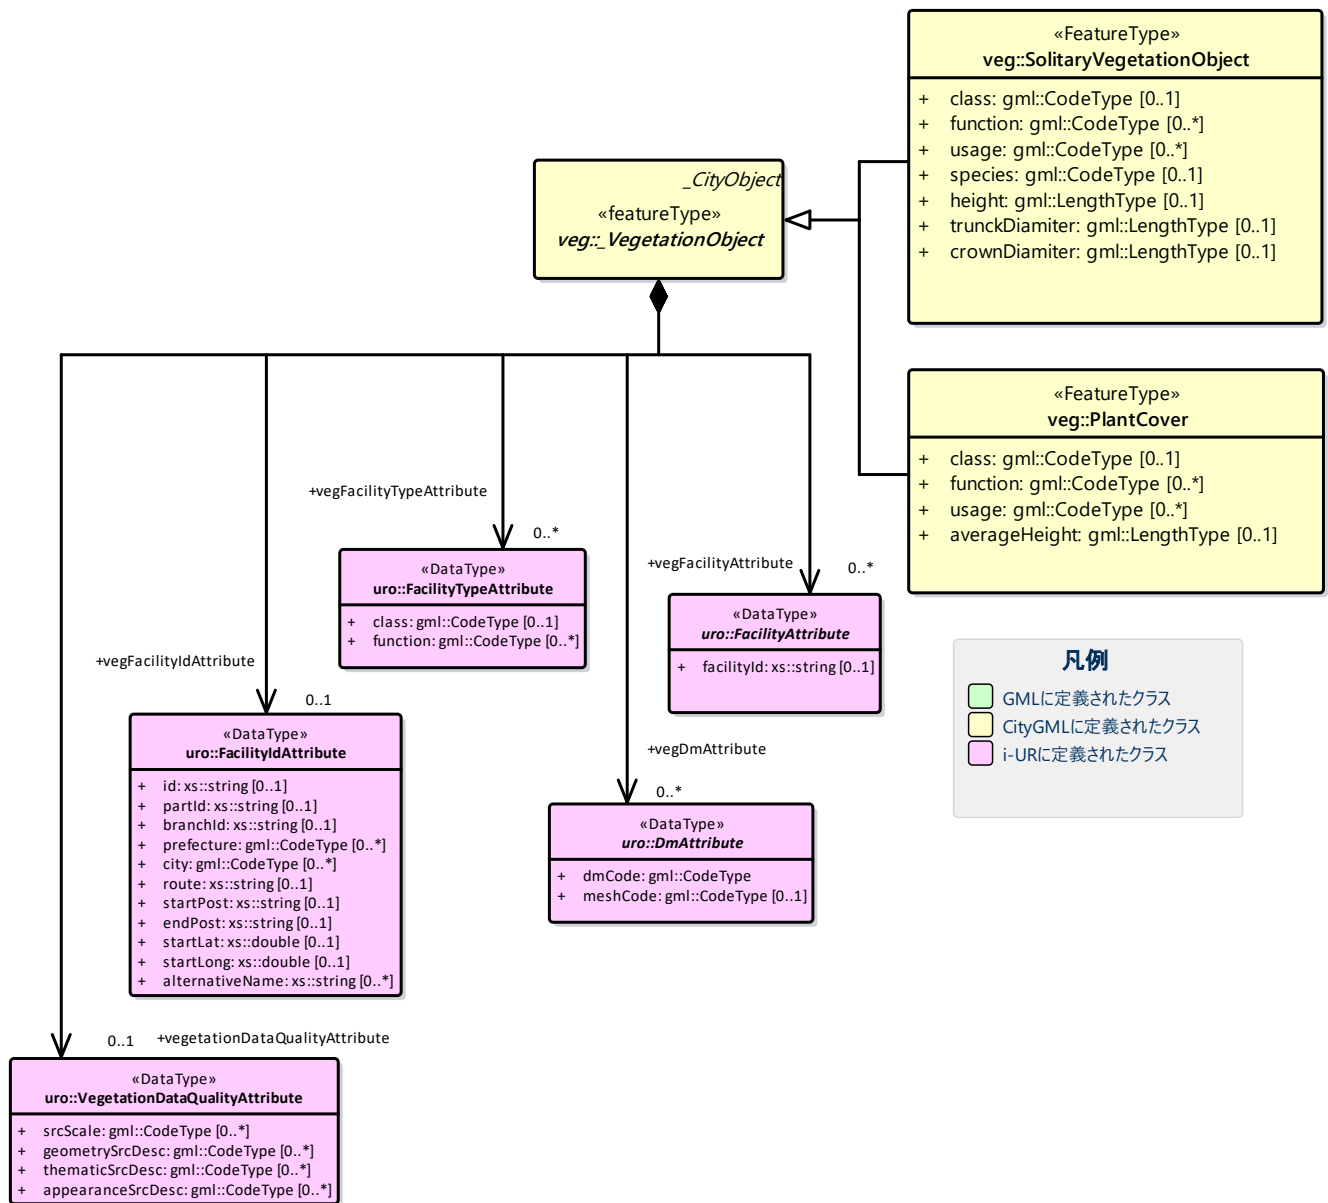 «FeatureType»
veg::SolitaryVegetationObject
+ class: gml::CodeType [0..1]
+ function: gml::CodeType [0..*]
+ usage: gml::CodeType [0..*]
+ species: gml::CodeType [0..1]
+ height: gml::LengthType [0..1]
+ trunckDiamiter: gml::LengthType [0..1]
+ crownDiamiter: gml::LengthType [0..1]
_CityObject
«featureType»
veg::_VegetationObject
«FeatureType»
veg::PlantCover
+ class: gml::CodeType [0..1]
+ function: gml::CodeType [0..*]
+ usage: gml::CodeType [0..*]
+ averageHeight: gml::LengthType [0..1]
+vegFacilityTypeAttribute
0..*
«DataType»
uro::FacilityTypeAttribute
+ class: gml::CodeType [0..1]
+ function: gml::CodeType [0..*]
+vegFacilityAttribute
0..*
«DataType»
uro::FacilityAttribute
+ facilityId: xs::string [0..1]
+vegFacilityIdAttribute
0..1
«DataType»
uro::FacilityIdAttribute
+ id: xs::string [0..1]
+ partId: xs::string [0..1]
+ branchId: xs::string [0..1]
+ prefecture: gml::CodeType [0..*]
+ city: gml::CodeType [0..*]
+ route: xs::string [0..1]
+ startPost: xs::string [0..1]
+ endPost: xs::string [0..1]
+ startLat: xs::double [0..1]
+ startLong: xs::double [0..1]
+ alternativeName: xs::string [0..*]
+vegDmAttribute
0..*
«DataType»
uro::DmAttribute
+ dmCode: gml::CodeType
+ meshCode: gml::CodeType [0..1]
凡例
GMLに定義されたクラス
CityGMLに定義されたクラス
i-URに定義されたクラス
0..1
+vegetationDataQualityAttribute
«DataType»
uro::VegetationDataQualityAttribute
+ srcScale: gml::CodeType [0..*]
+ geometrySrcDesc: gml::CodeType [0..*]
+ thematicSrcDesc: gml::CodeType [0..*]
+ appearanceSrcDesc: gml::CodeType [0..*]